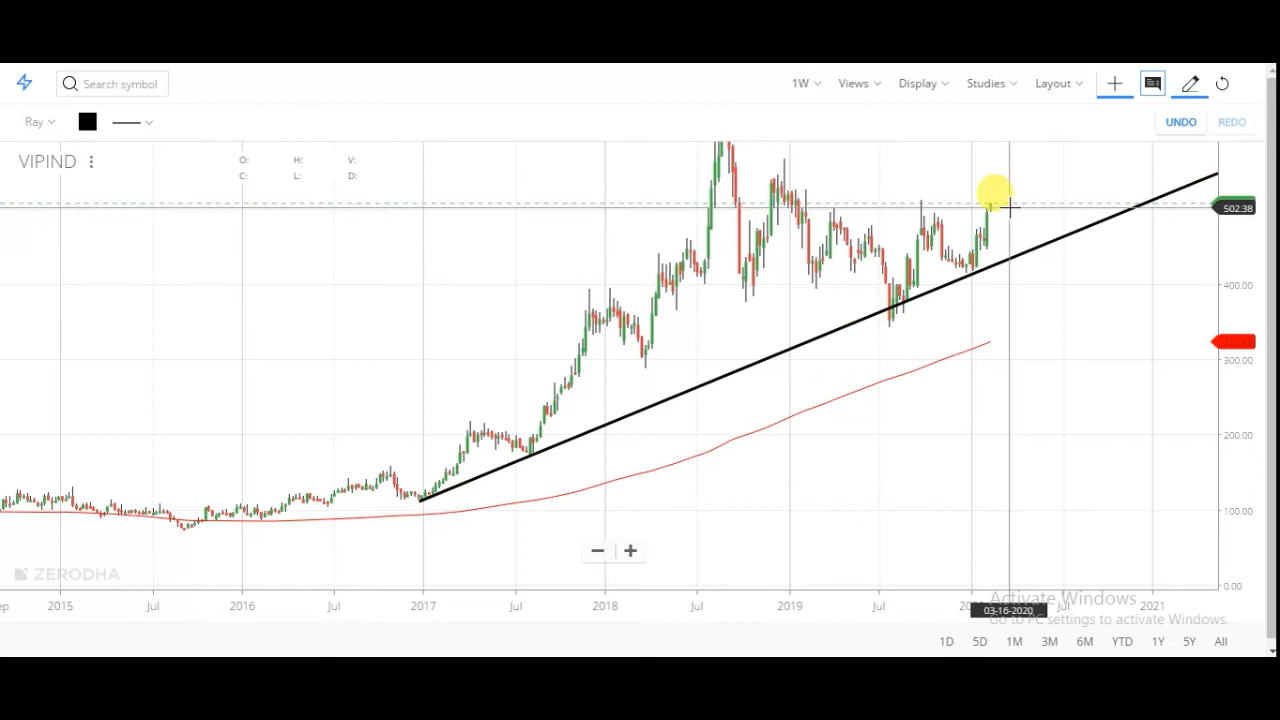 Search symbol 1W Views Display Studies Layout
Ray UNDO REDO
VIPIND O: H: V:
C: L: D:
502.38
400.00
300.00
200.00
100.00
0.00
ZERODHA
2015 Jul 2016 Jul 2017 Jul 2018 Jul 2019 Jul Jul 2021
03-16-2020
Activate Windows
Go to PC settings to activate Windows.
1D 5D 1M 3M 6M YTD 1Y 5Y All